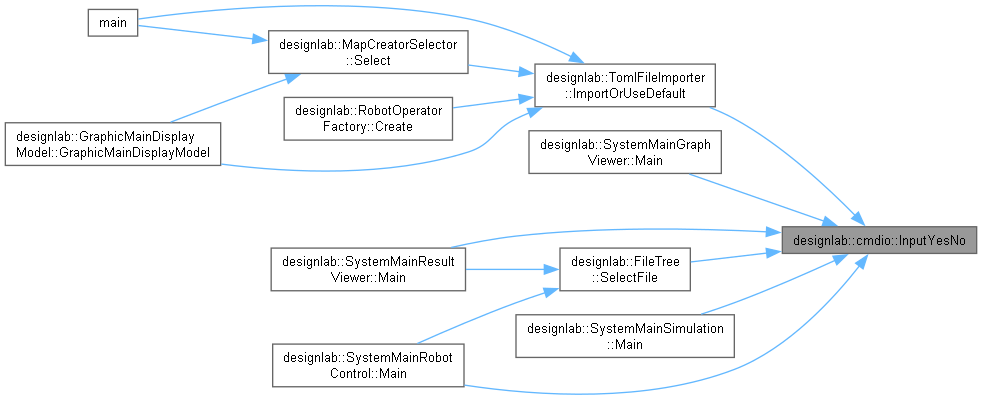 main
designlab::MapCreatorSelector
::Select
designlab::TomlFileImporter
::ImportOrUseDefault
designlab::RobotOperator
Factory::Create
designlab::GraphicMainDisplay
Model::GraphicMainDisplayModel
designlab::SystemMainGraph
Viewer::Main
designlab::cmdio::InputYesNo
designlab::SystemMainResult
Viewer::Main
designlab::FileTree
::SelectFile
designlab::SystemMainSimulation
::Main
designlab::SystemMainRobot
Control::Main